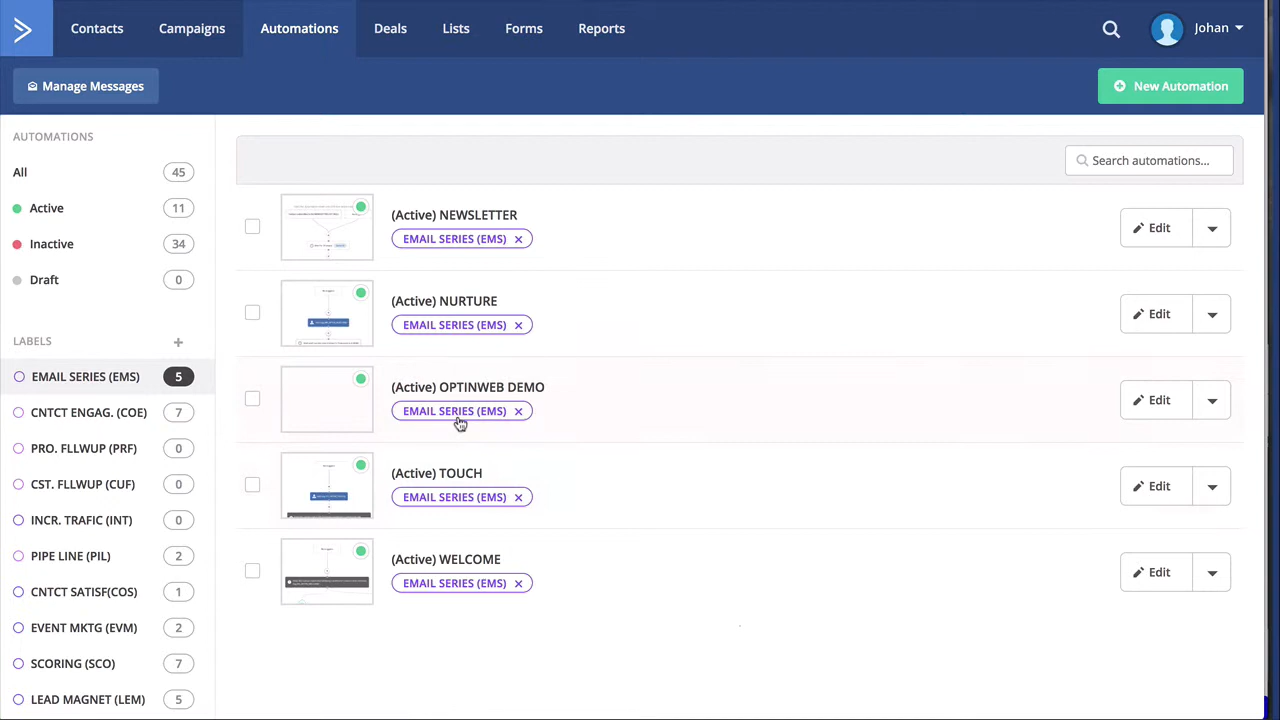 Contacts
Campaigns
Automations
Deals
Lists
Forms
Reports
Johan
Manage Messages
New Automation
AUTOMATIONS
All 45
Active 11
Inactive 34
Draft 0
LABELS
EMAIL SERIES (EMS) 5
CNTCT ENGAG. (COE) 7
PRO. FLLWUP (PRF) 0
CST. FLLWUP (CUF) 0
INCR. TRAFIC (INT) 0
PIPE LINE (PIL) 2
CNTCT SATISF(COS) 1
EVENT MKTG (EVM) 2
SCORING (SCO) 7
LEAD MAGNET (LEM) 5
Search automations...
(Active) NEWSLETTER
EMAIL SERIES (EMS) ×
Edit
(Active) NURTURE
EMAIL SERIES (EMS) ×
Edit
(Active) OPTINWEB DEMO
EMAIL SERIES (EMS) ×
Edit
(Active) TOUCH
EMAIL SERIES (EMS) ×
Edit
(Active) WELCOME
EMAIL SERIES (EMS) ×
Edit